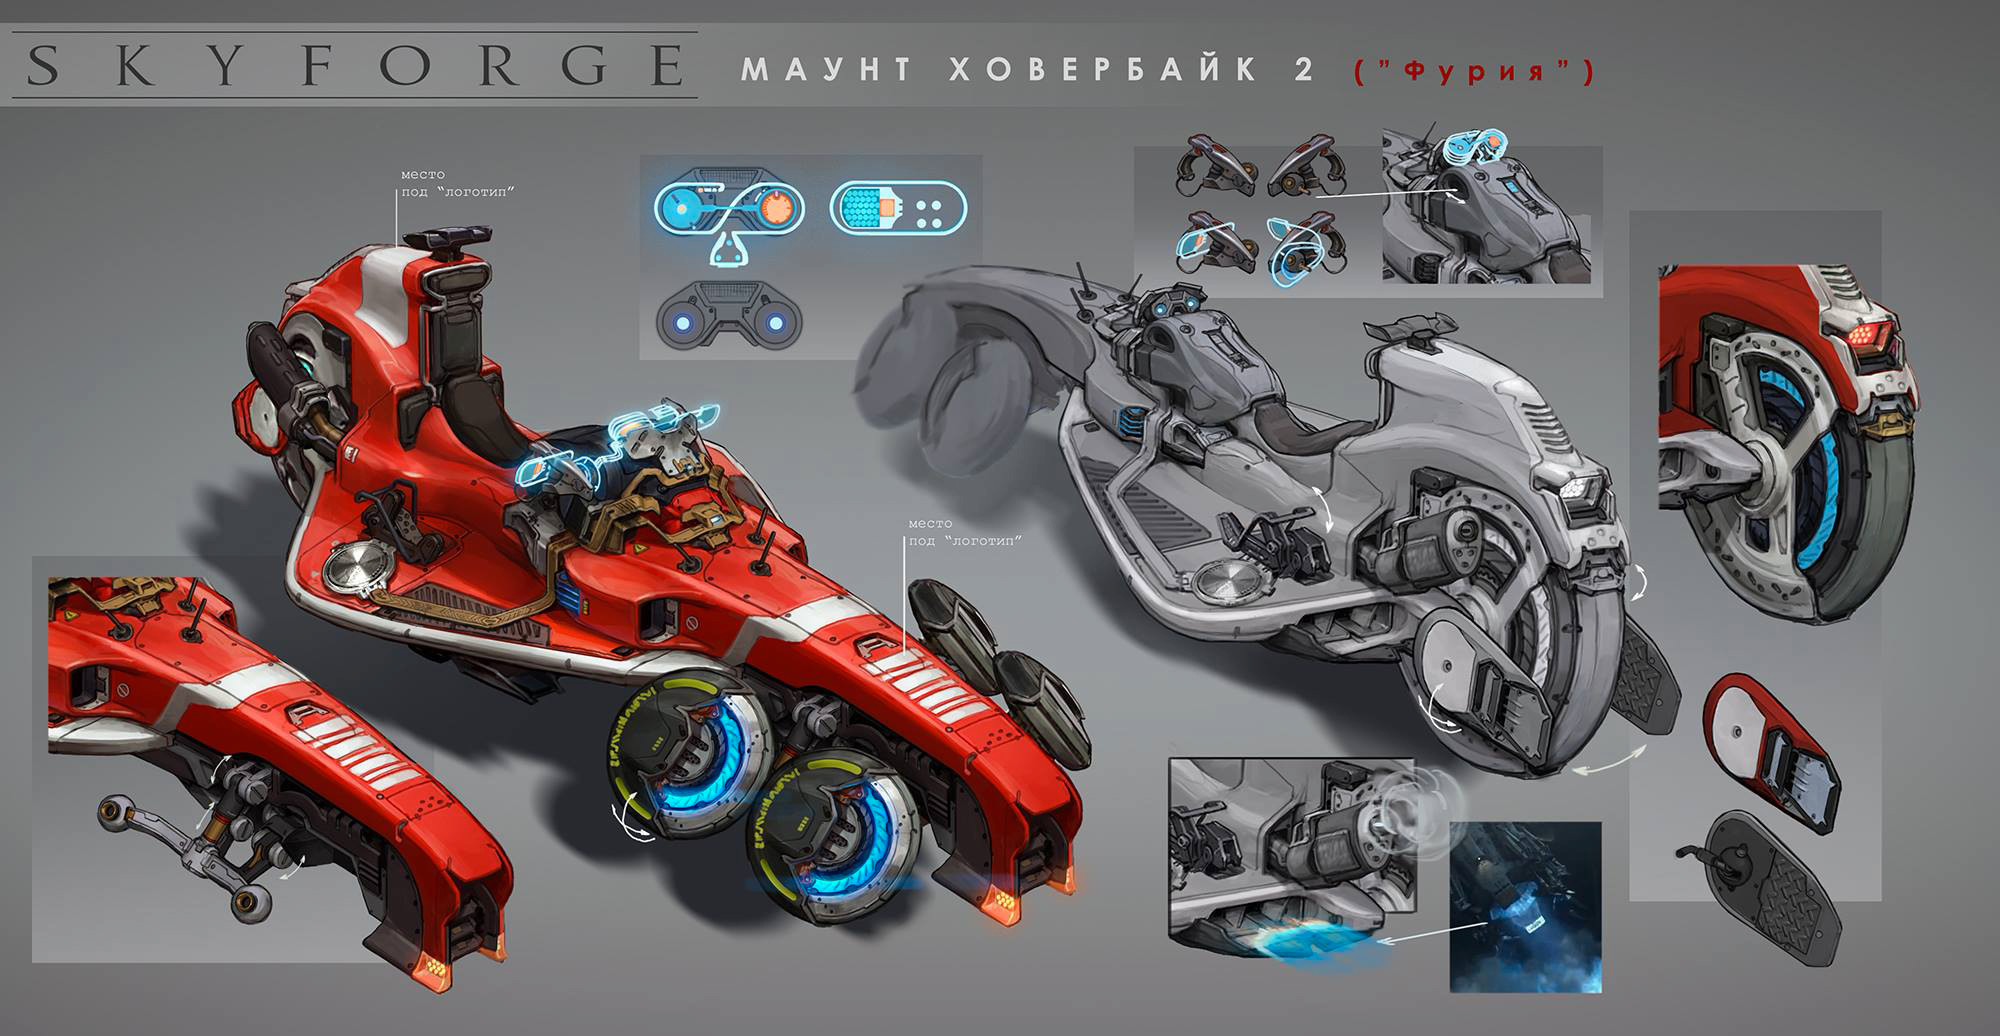 SKYFORGE
МАУНТ ХОВЕРБАЙК 2 ("Фурия")
место
под "логотип"
место
под "логотип"